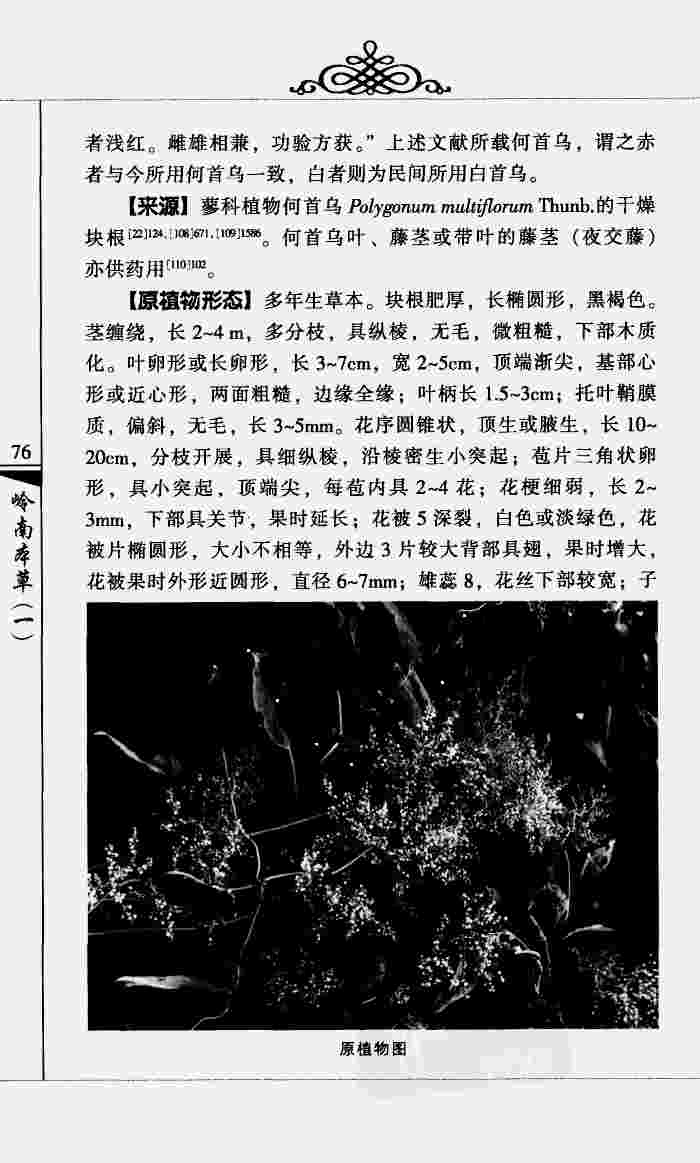 者浅红。雌雄相兼，功验方获。”上述文献所载何首乌，谓之赤
者与今所用何首乌一致，白者则为民间所用白首乌。
【来源】蓼科植物何首乌 Polygonum multiflorum Thunb.的干燥
块根[22]124,[108]671,[109]1586。何首乌叶、藤茎或带叶的藤茎（夜交藤）
亦供药用[110]102。
【原植物形态】多年生草本。块根肥厚，长椭圆形，黑褐色。
茎缠绕，长 2~4 m，多分枝，具纵棱，无毛，微粗糙，下部木质
化。叶卵形或长卵形，长 3~7cm，宽 2~5cm，顶端渐尖，基部心
形或近心形，两面粗糙，边缘全缘；叶柄长 1.5~3cm；托叶鞘膜
质，偏斜，无毛，长 3~5mm。花序圆锥状，顶生或腋生，长 10~
20cm，分枝开展，具细纵棱，沿棱密生小突起；苞片三角状卵
形，具小突起，顶端尖，每苞内具 2~4 花；花梗细弱，长 2~
3mm，下部具关节，果时延长；花被 5 深裂，白色或淡绿色，花
被片椭圆形，大小不相等，外边 3 片较大背部具翅，果时增大，
花被果时外形近圆形，直径 6~7mm；雄蕊 8，花丝下部较宽；子
76
岭南本草（一）
原植物图